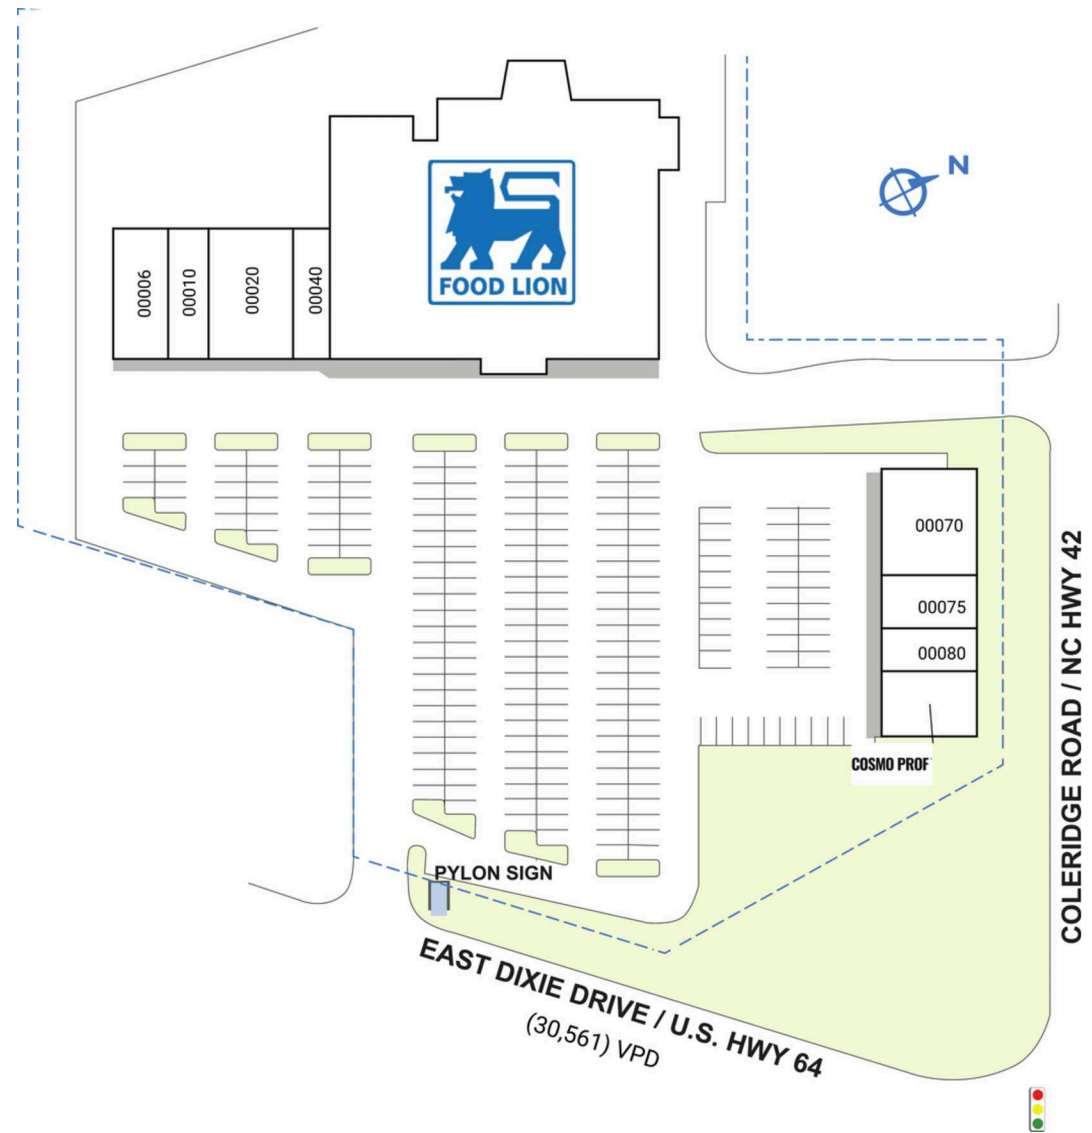 N
FOOD LION
00006
00010
00020
00040
00070
00075
00080
COSMO PROF
COLERIDGE ROAD / NC HWY 42
PYLON SIGN
EAST DIXIE DRIVE / U.S. HWY 64
(30,561) VPD